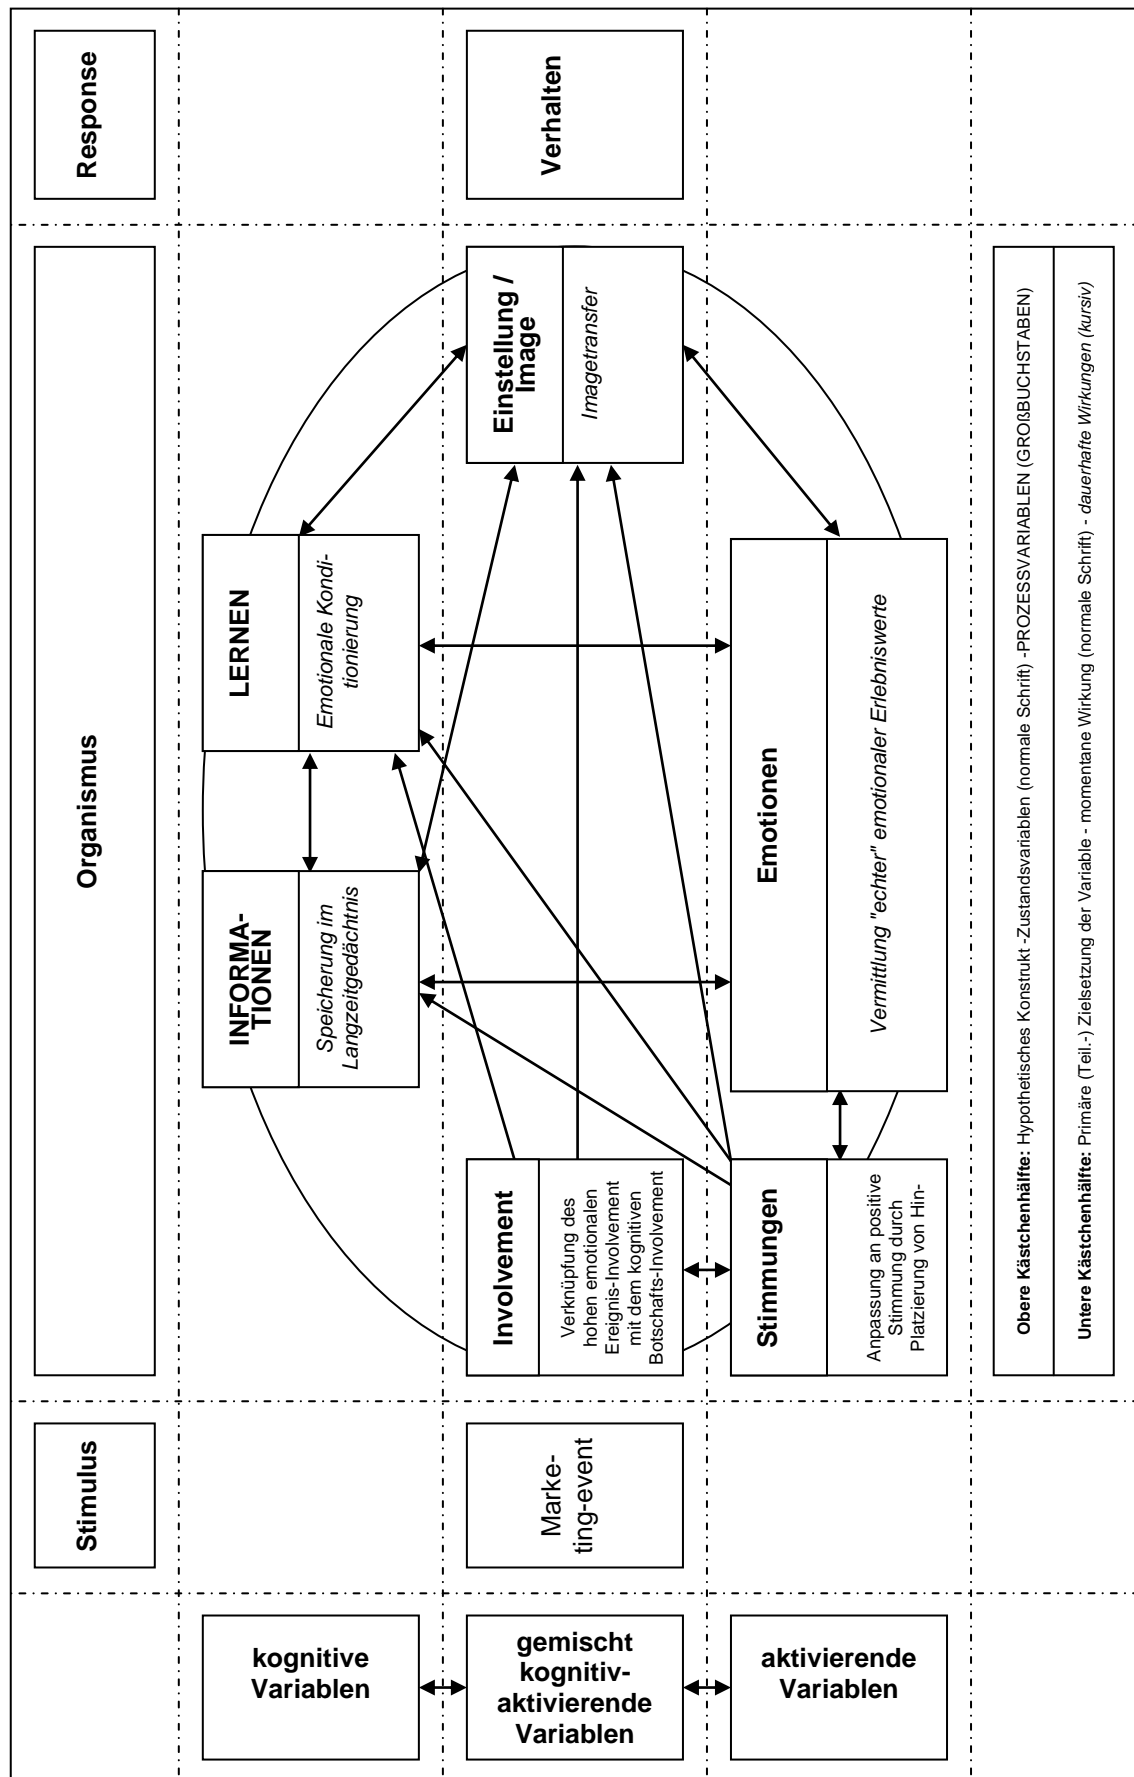 Stimulus
Organismus
Response
kognitive
Variablen
INFORMA-
TIONEN
Speicherung im
Langzeitgedächtnis
LERNEN
Emotionale Kondi-
tionierung
gemischt
kognitiv-
aktivierende
Variablen
Marke-
ting-event
Involvement
Verknüpfung des
hohen emotionalen
Ereignis-Involvement
mit dem kognitiven
Botschafts-Involvement
Einstellung /
Image
Imagetransfer
Verhalten
aktivierende
Variablen
Stimmungen
Anpassung an positive
Stimmung durch
Platzierung von Hin-
Emotionen
Vermittlung "echter" emotionaler Erlebniswerte
Obere Kästchenhälfte: Hypothetisches Konstrukt -Zustandsvariablen (normale Schrift) -PROZESSVARIABLEN (GROßBUCHSTABEN)
Untere Kästchenhälfte: Primäre (Teil.-) Zielsetzung der Variable - momentane Wirkung (normale Schrift) - dauerhafte Wirkungen (kursiv)